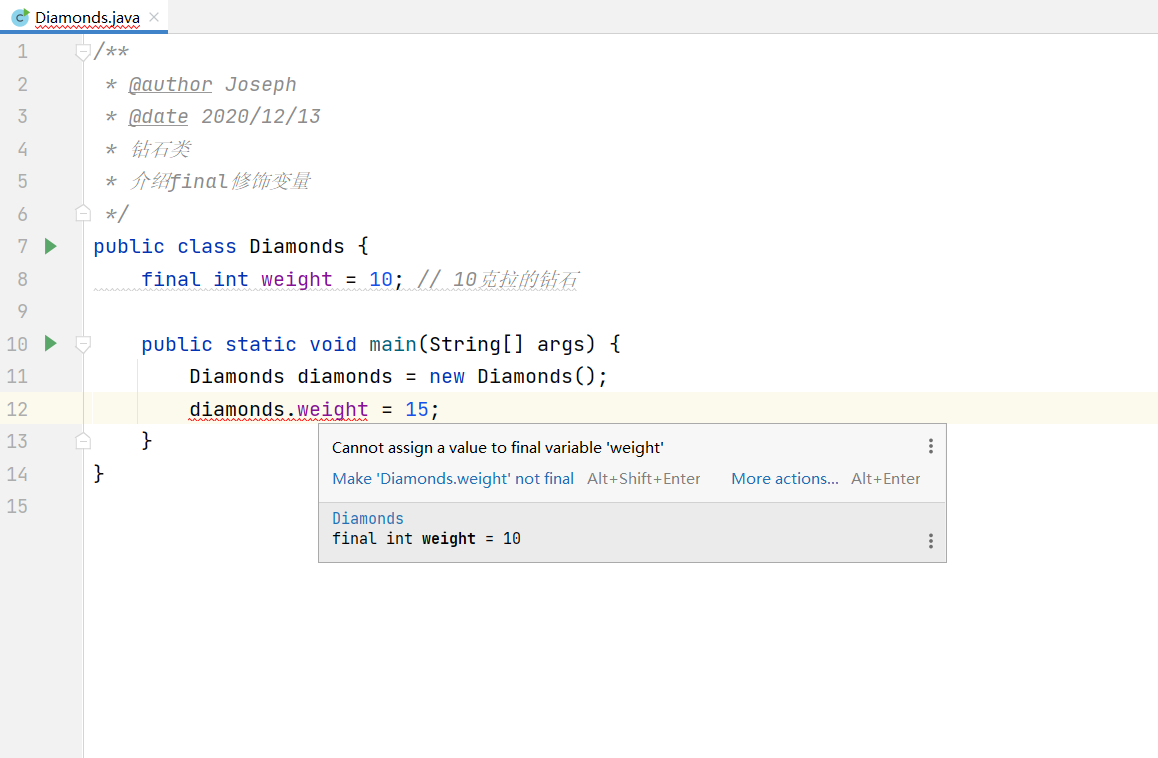 Diamonds.java
1 /**
2 * @author Joseph
3 * @date 2020/12/13
4 * 钻石类
5 * 介绍final修饰变量
6 */
7 public class Diamonds {
8 final int weight = 10; // 10克拉的钻石
9
10 public static void main(String[] args) {
11 Diamonds diamonds = new Diamonds();
12 diamonds.weight = 15;
13 }
14 }
15
Cannot assign a value to final variable 'weight'
Make 'Diamonds.weight' not final Alt+Shift+Enter More actions... Alt+Enter
Diamonds
final int weight = 10